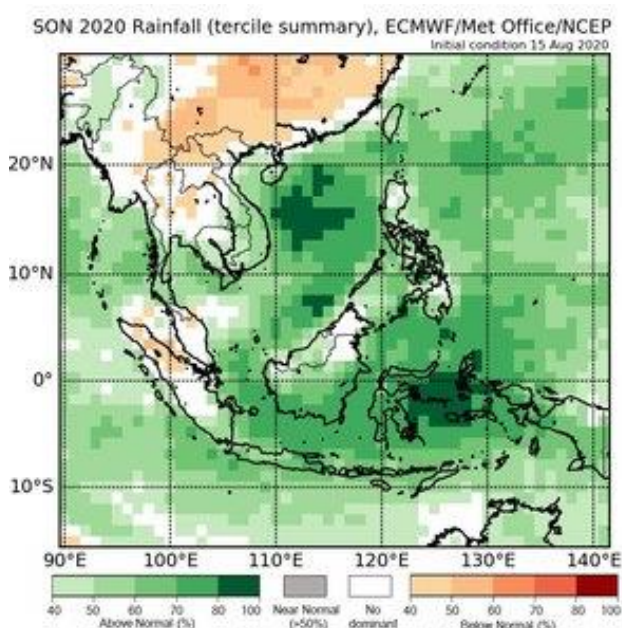 SON 2020 Rainfall (tercile summary), ECMWF/Met Office/NCEP
Initial condition 15 Aug 2020
20°N
10°N
0°
10°S
90°E 100°E 110°E 120°E 130°E 140°E
40 50 60 70 80 100 40 50 60 70 80 100
Above Normal (%) Near Normal (>50%) No dominant Below Normal (%)